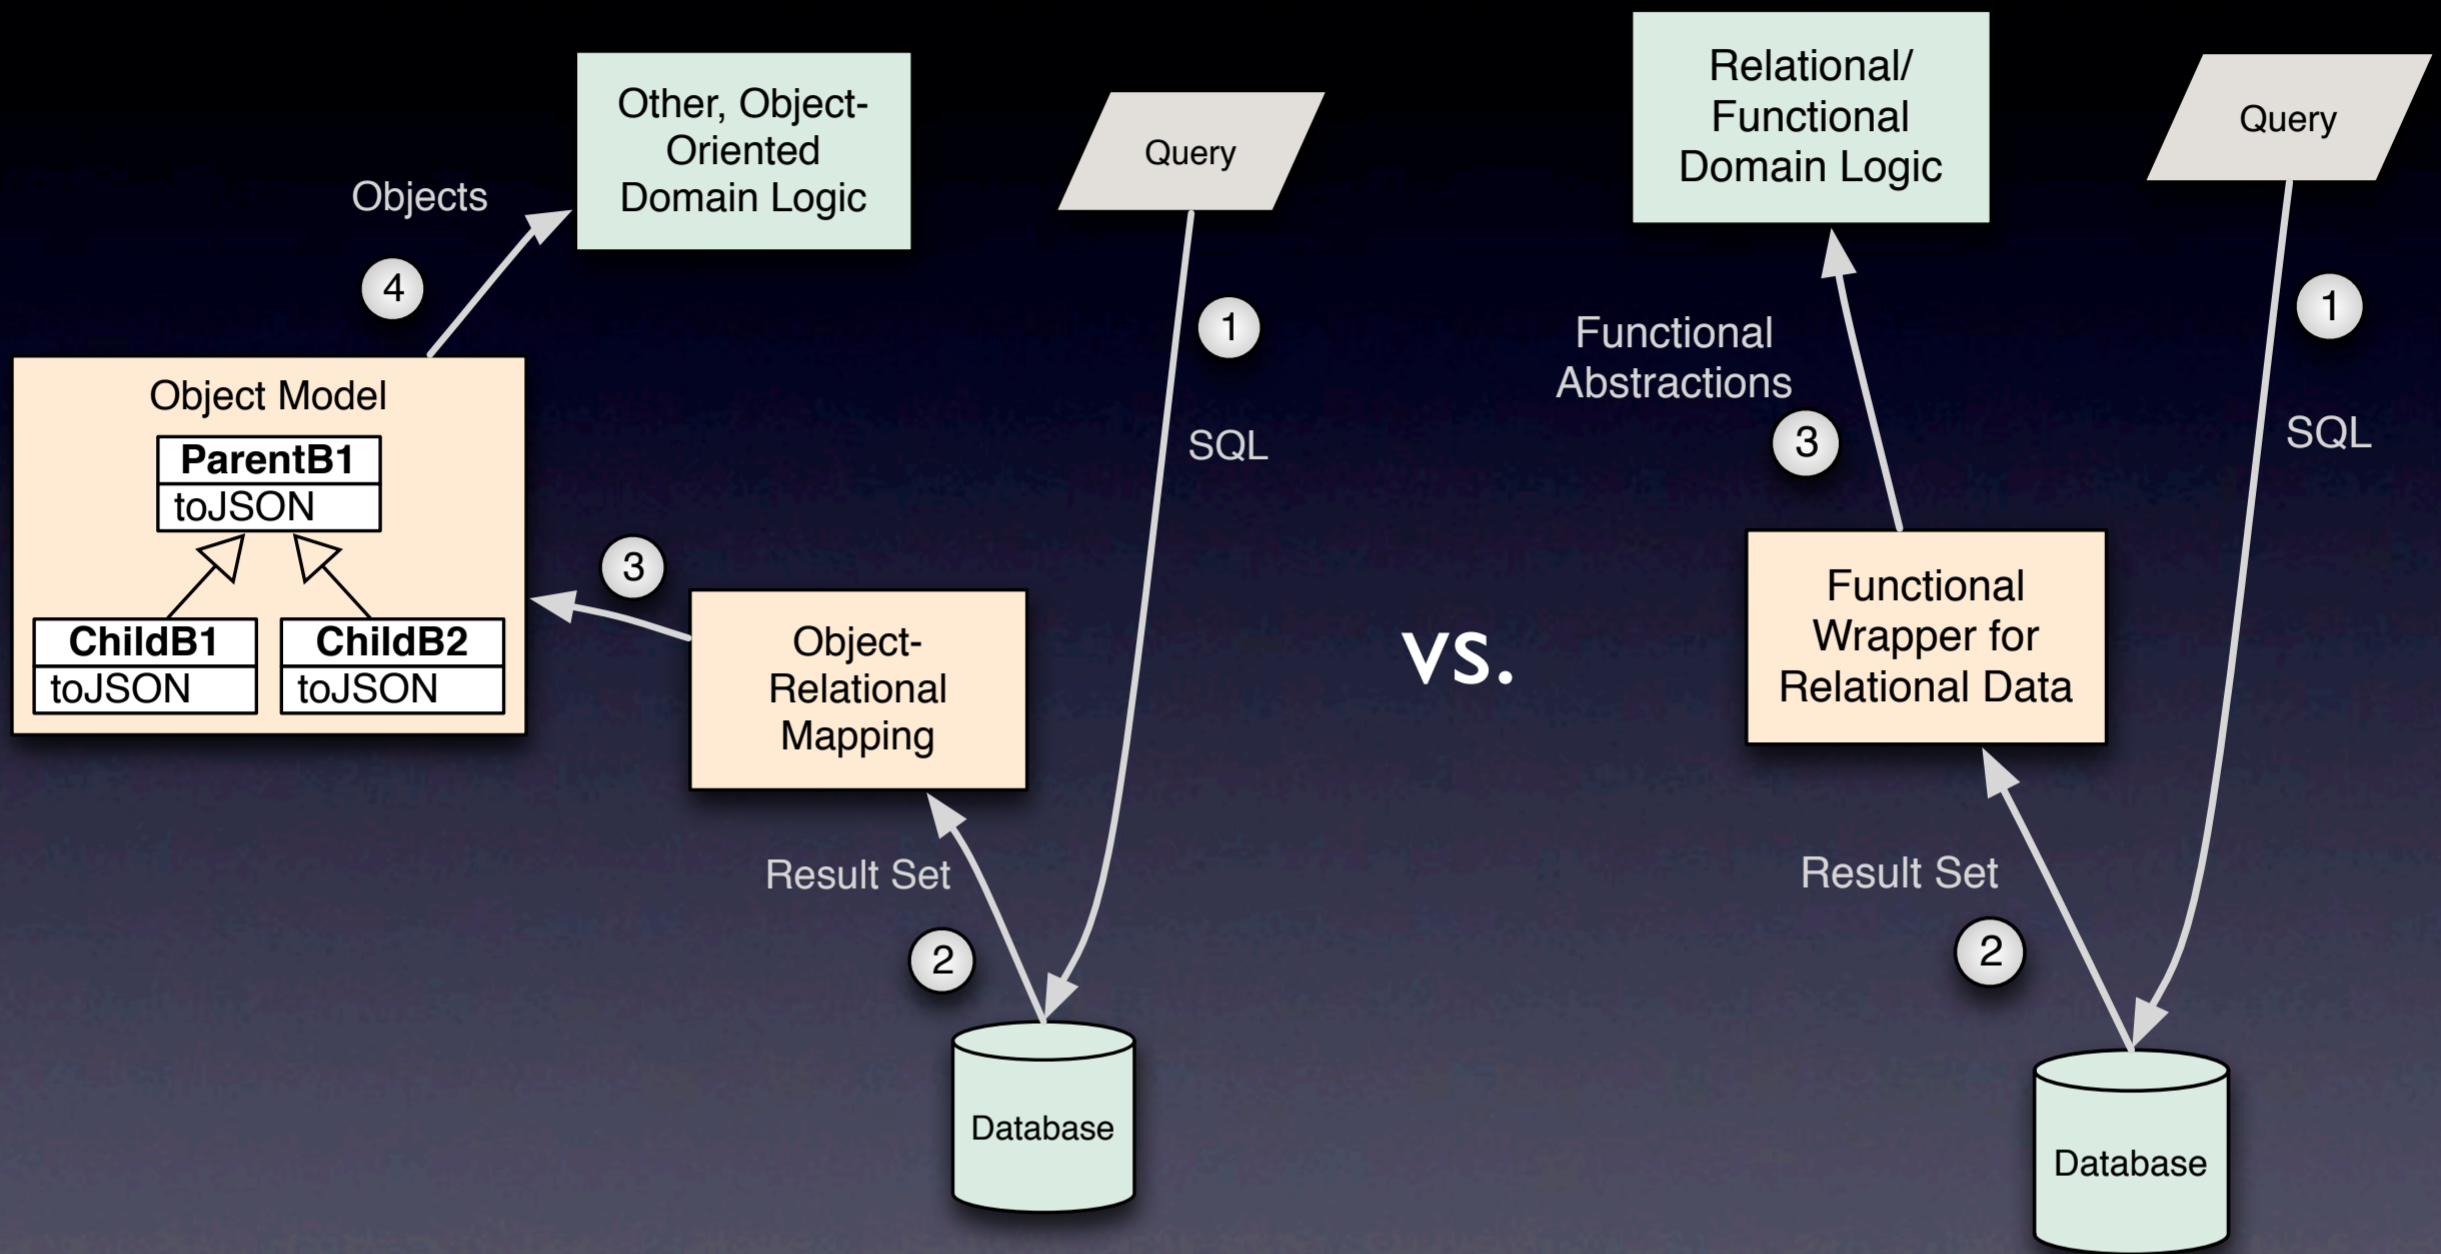 Other, Object-
Oriented
Domain Logic
Query
Objects
4
1
SQL
Object Model
ParentB1
toJSON
ChildB1
toJSON
ChildB2
toJSON
3
Object-
Relational
Mapping
Result Set
2
Database
vs.
Relational/
Functional
Domain Logic
Query
1
SQL
Functional
Abstractions
3
Functional
Wrapper for
Relational Data
Result Set
2
Database